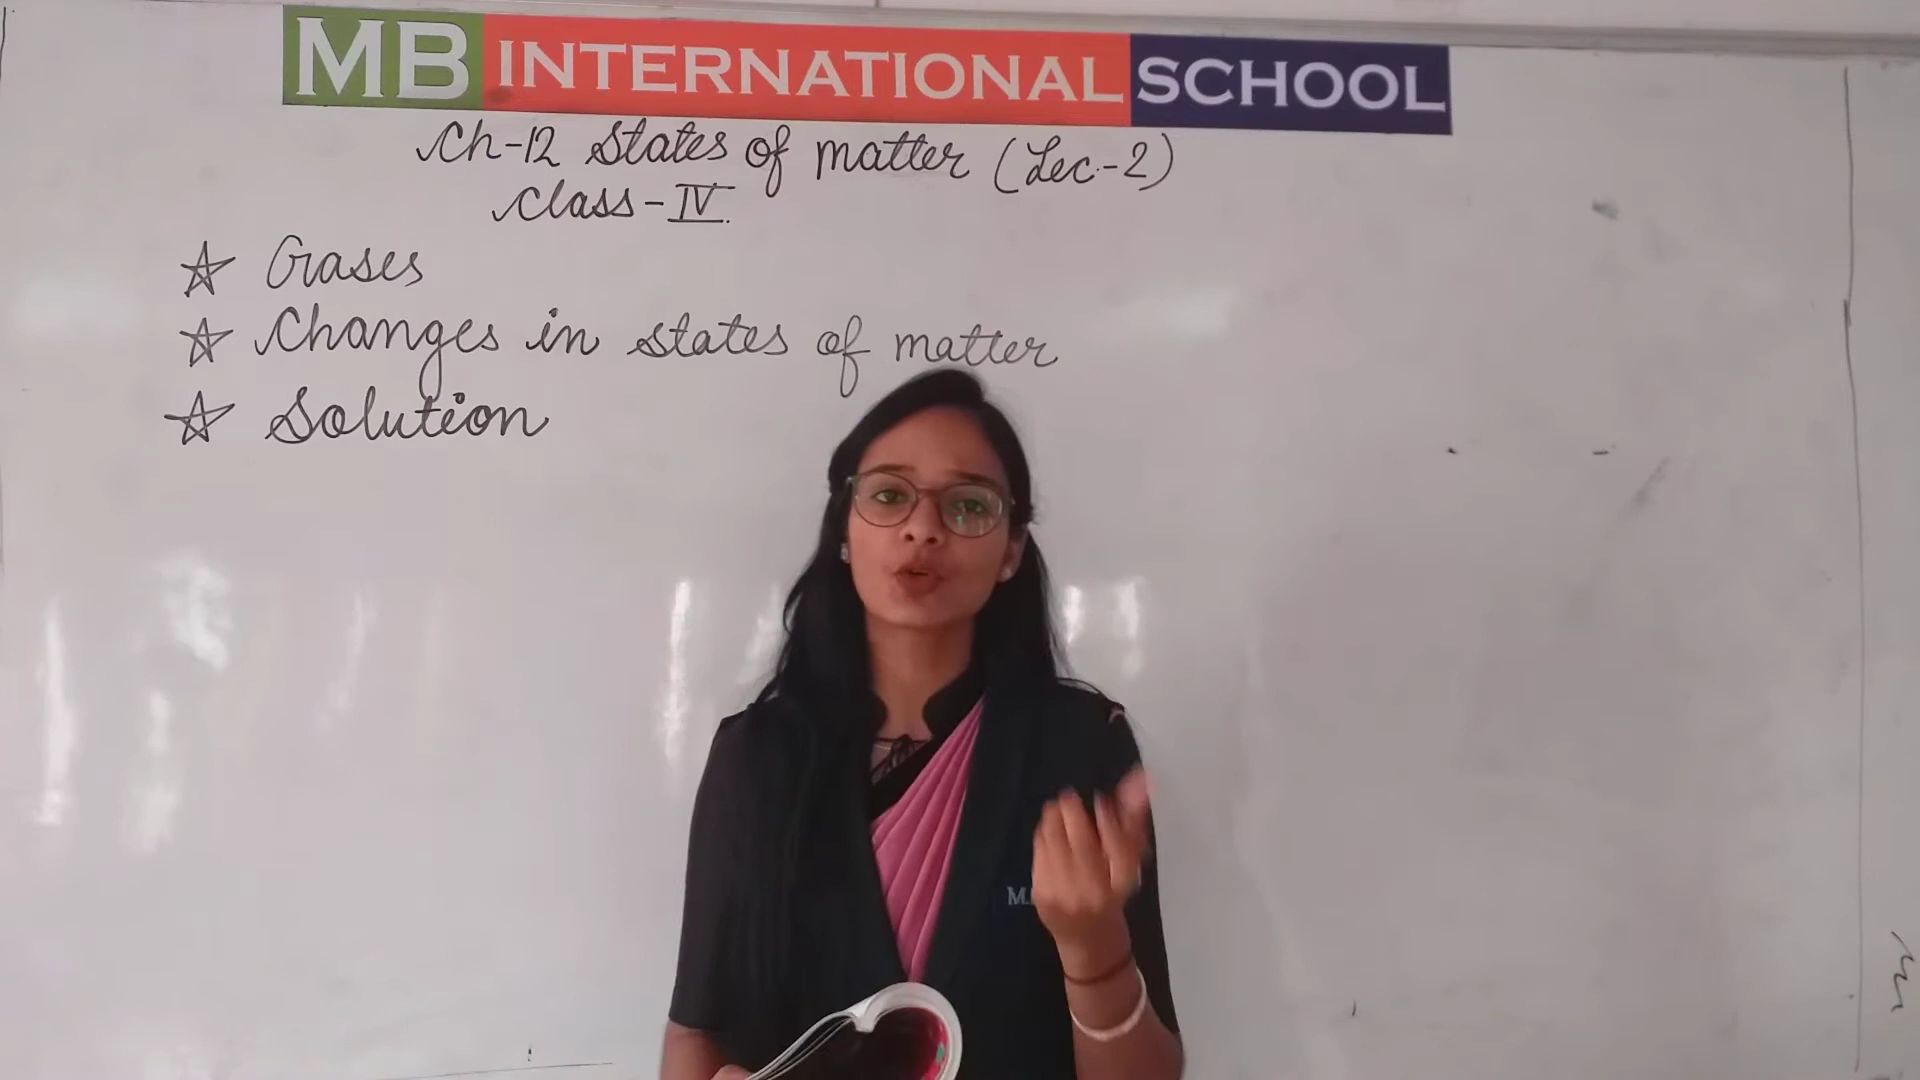 MB INTERNATIONAL SCHOOL
Ch-12 States of matter (Lec.-2)
Class-IV.
☆ Gases
☆ Changes in states of matter
☆ Solution
M.